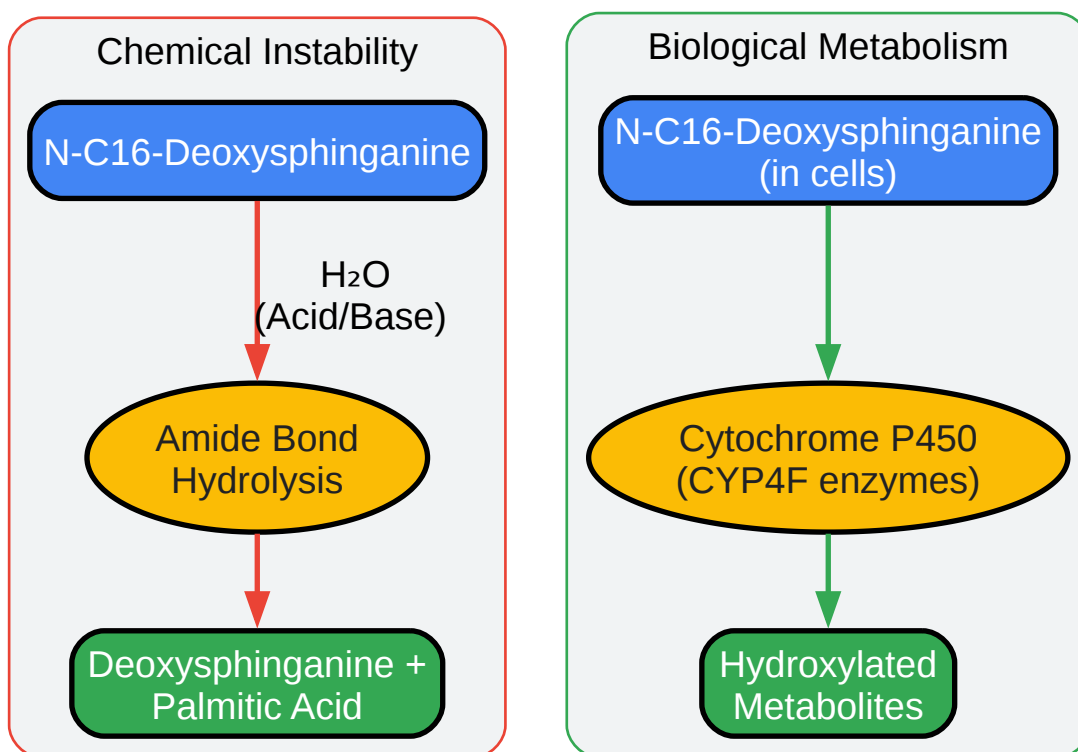 Chemical Instability
N-C16-Deoxysphinganine
H₂O
(Acid/Base)
Amide Bond
Hydrolysis
Deoxysphinganine +
Palmitic Acid
Biological Metabolism
N-C16-Deoxysphinganine
(in cells)
Cytochrome P450
(CYP4F enzymes)
Hydroxylated
Metabolites